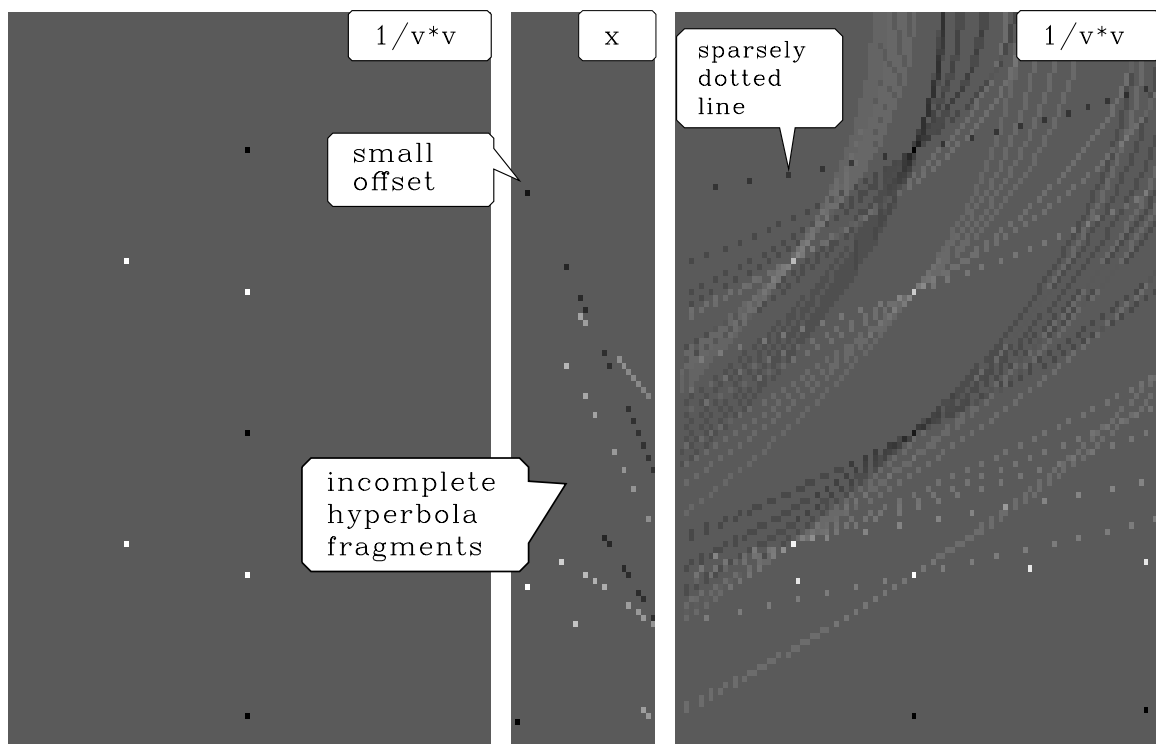 1/v*v
x
1/v*v
sparsely
dotted
line
small
offset
incomplete
hyperbola
fragments